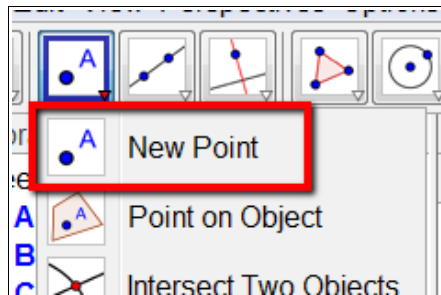 A
A New Point
A A Point on Object
B
C Intersect Two Objects